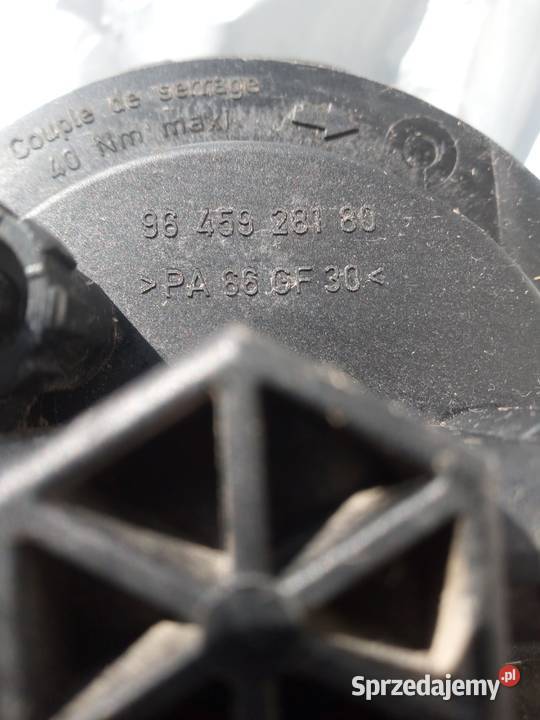 Couple de serrage
40 Nm maxi
96 459 281 80
>PA 66 GF 30<
Sprzedajemy.pl